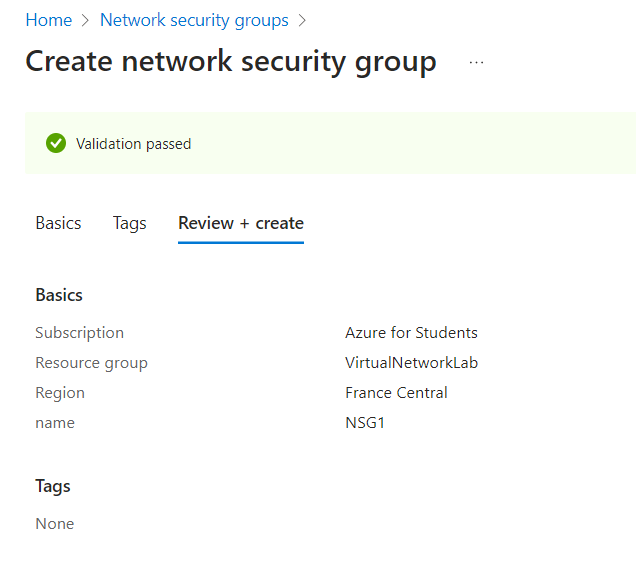 Home > Network security groups >
Create network security group ...
Validation passed
Basics Tags Review + create
Basics
Subscription Azure for Students
Resource group VirtualNetworkLab
Region France Central
name NSG1
Tags
None